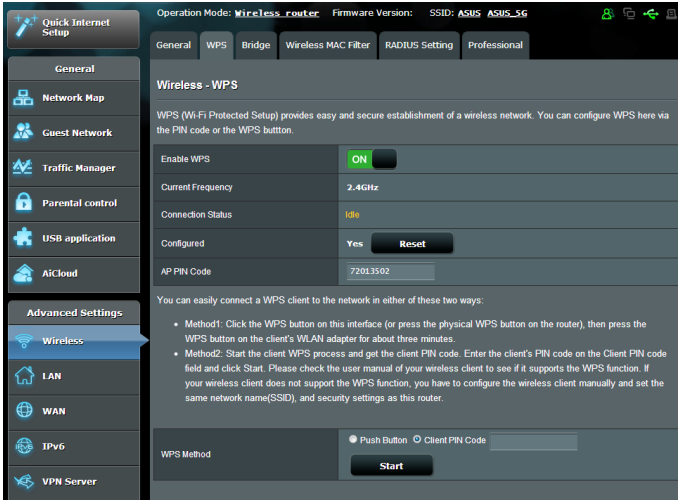 Quick Internet
Setup
Operation Mode: Wireless router Firmware Version: SSID: ASUS ASUS_5G
General WPS Bridge Wireless MAC Filter RADIUS Setting Professional
General
Network Map
Guest Network
Traffic Manager
Parental control
USB application
AiCloud
Advanced Settings
Wireless
LAN
WAN
IPv6
VPN Server
Wireless - WPS
WPS (Wi-Fi Protected Setup) provides easy and secure establishment of a wireless network. You can configure WPS here via
the PIN code or the WPS buttton.
Enable WPS ON
Current Frequency 2.4GHz
Connection Status Idle
Configured Yes Reset
AP PIN Code 72013502
You can easily connect a WPS client to the network in either of these two ways:
• Method1: Click the WPS button on this interface (or press the physical WPS button on the router), then press the
WPS button on the client's WLAN adapter for about three minutes.
• Method2: Start the client WPS process and get the client PIN code. Enter the client's PIN code on the Client PIN code
field and click Start. Please check the user manual of your wireless client to see if it supports the WPS function. If
your wireless client does not support the WPS function, you have to configure the wireless client manually and set the
same network name(SSID), and security settings as this router.
WPS Method Push Button Client PIN Code
Start